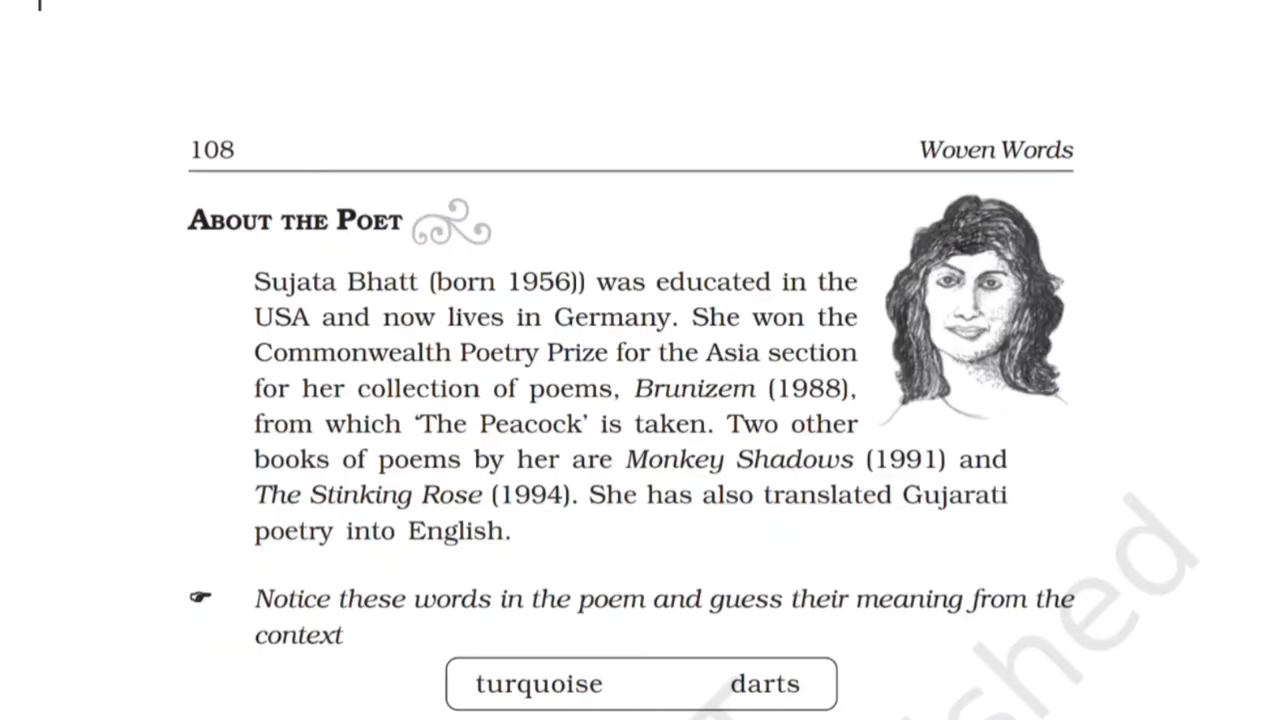 108 Woven Words
ABOUT THE POET
Sujata Bhatt (born 1956)) was educated in the
USA and now lives in Germany. She won the
Commonwealth Poetry Prize for the Asia section
for her collection of poems, Brunizem (1988),
from which ‘The Peacock’ is taken. Two other
books of poems by her are Monkey Shadows (1991) and
The Stinking Rose (1994). She has also translated Gujarati
poetry into English.
Notice these words in the poem and guess their meaning from the
context
turquoise darts